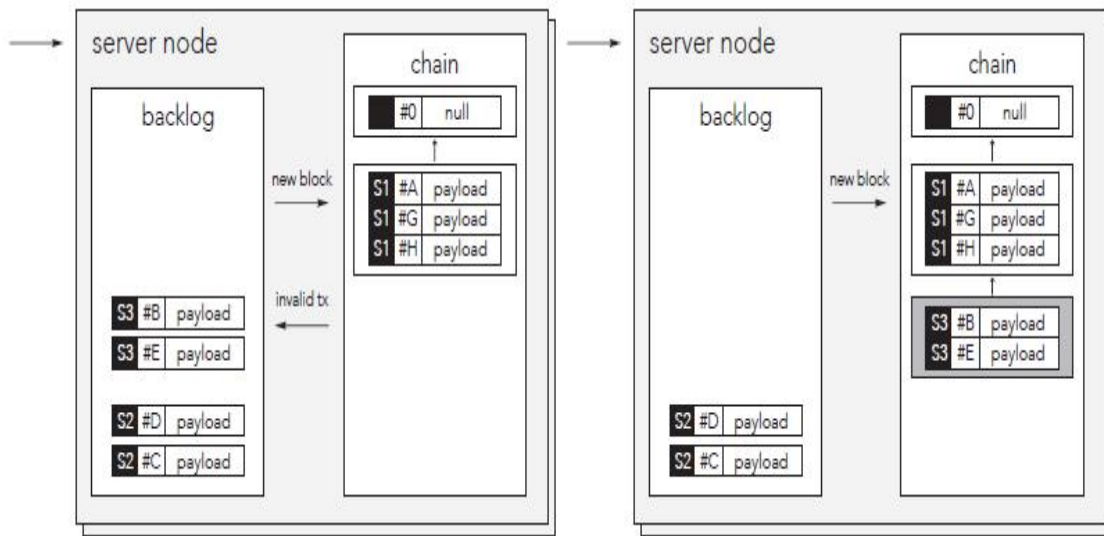 server node
chain
#0 null
backlog
new block
S1 #A payload
S1 #G payload
S1 #H payload
invalid tx
S3 #B payload
S3 #E payload
S2 #D payload
S2 #C payload
server node
chain
#0 null
backlog
new block
S1 #A payload
S1 #G payload
S1 #H payload
S3 #B payload
S3 #E payload
S2 #D payload
S2 #C payload